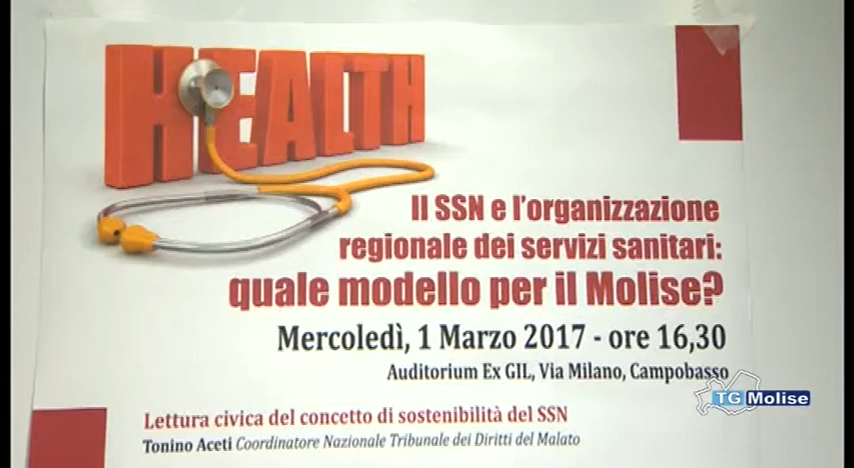 HEALTH
Il SSN e l'organizzazione
regionale dei servizi sanitari:
quale modello per il Molise?
Mercoledì, 1 Marzo 2017 - ore 16,30
Auditorium Ex GIL, Via Milano, Campobasso
TG Molise
Lettura civica del concetto di sostenibilità del SSN
Tonino Aceti Coordinatore Nazionale Tribunale dei Diritti del Malato